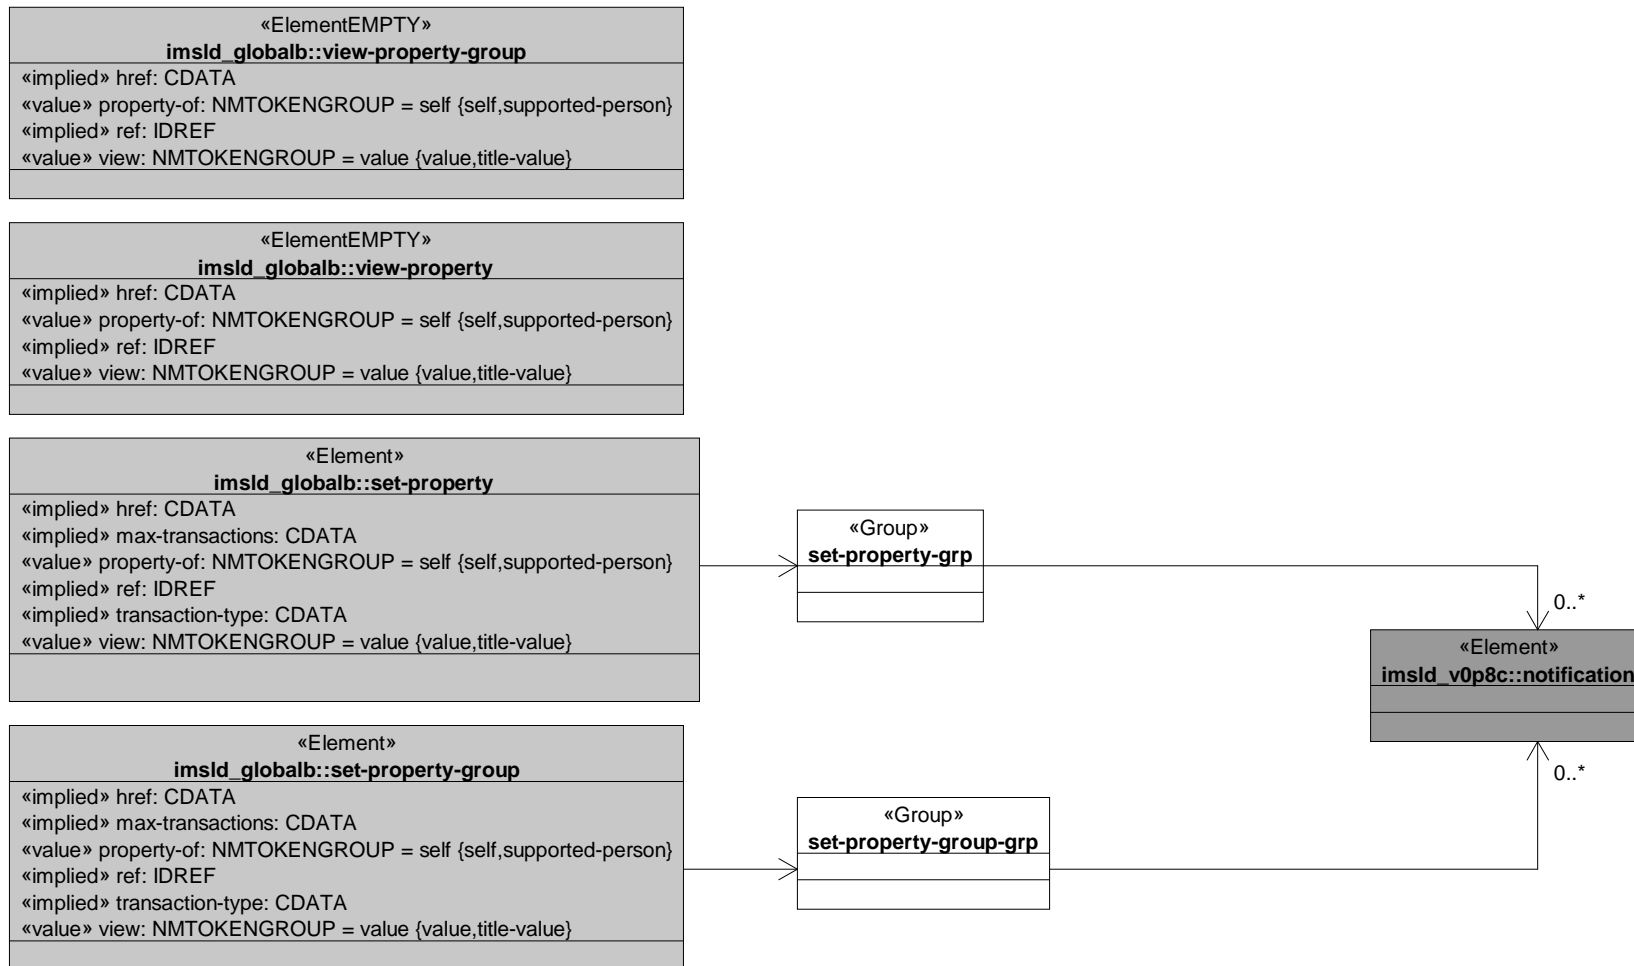 «ElementEMPTY»
imsld_globalb::view-property-group
«implied» href: CDATA
«value» property-of: NMTOKENGROUP = self {self,supported-person}
«implied» ref: IDREF
«value» view: NMTOKENGROUP = value {value,title-value}
«ElementEMPTY»
imsld_globalb::view-property
«implied» href: CDATA
«value» property-of: NMTOKENGROUP = self {self,supported-person}
«implied» ref: IDREF
«value» view: NMTOKENGROUP = value {value,title-value}
«Element»
imsld_globalb::set-property
«implied» href: CDATA
«implied» max-transactions: CDATA
«value» property-of: NMTOKENGROUP = self {self,supported-person}
«implied» ref: IDREF
«implied» transaction-type: CDATA
«value» view: NMTOKENGROUP = value {value,title-value}
«Group»
set-property-grp
0..*
«Element»
imsld_v0p8c::notification
0..*
«Element»
imsld_globalb::set-property-group
«implied» href: CDATA
«implied» max-transactions: CDATA
«value» property-of: NMTOKENGROUP = self {self,supported-person}
«implied» ref: IDREF
«implied» transaction-type: CDATA
«value» view: NMTOKENGROUP = value {value,title-value}
«Group»
set-property-group-grp